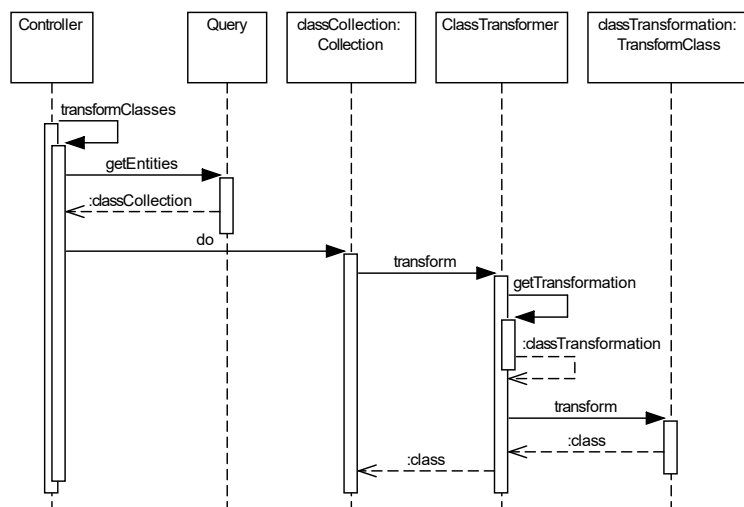 Controller
Query
classCollection:
Collection
ClassTransformer
classTransformation:
TransformClass
transformClasses
getEntities
:classCollection
do
transform
getTransformation
:classTransformation
transform
:class
:class